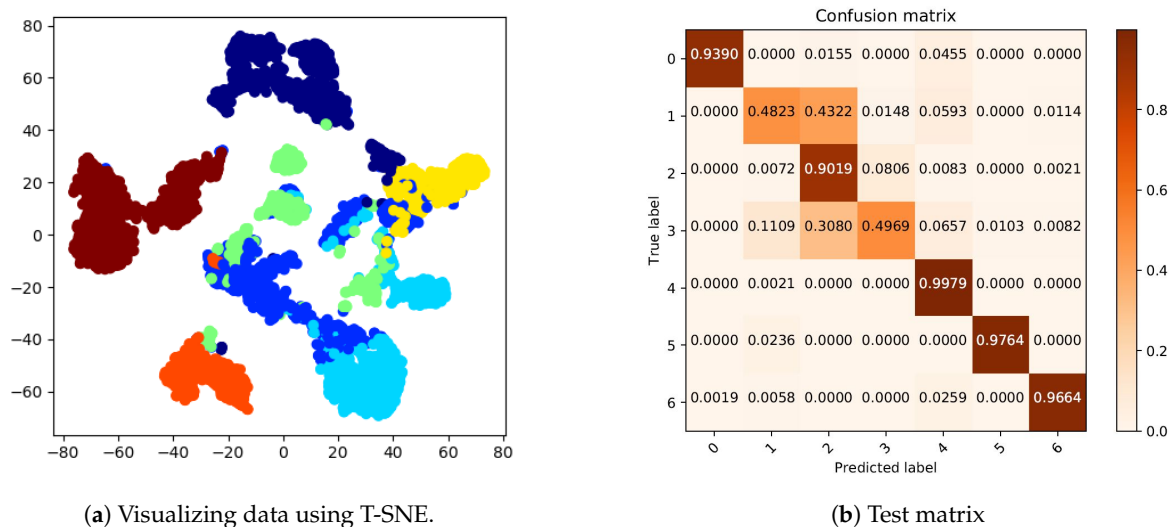 80
60
40
20
0
−20
−40
−60
−80 −60 −40 −20 0 20 40 60 80
(a) Visualizing data using T-SNE.
Confusion matrix
True label
0 0.9390 0.0000 0.0155 0.0000 0.0455 0.0000 0.0000
1 0.0000 0.4823 0.4322 0.0148 0.0593 0.0000 0.0114
2 0.0000 0.0072 0.9019 0.0806 0.0083 0.0000 0.0021
3 0.0000 0.1109 0.3080 0.4969 0.0657 0.0103 0.0082
4 0.0000 0.0021 0.0000 0.0000 0.9979 0.0000 0.0000
5 0.0000 0.0236 0.0000 0.0000 0.0000 0.9764 0.0000
6 0.0019 0.0058 0.0000 0.0000 0.0259 0.0000 0.9664
0 1 2 3 4 5 6
Predicted label
0.8
0.6
0.4
0.2
0.0
(b) Test matrix